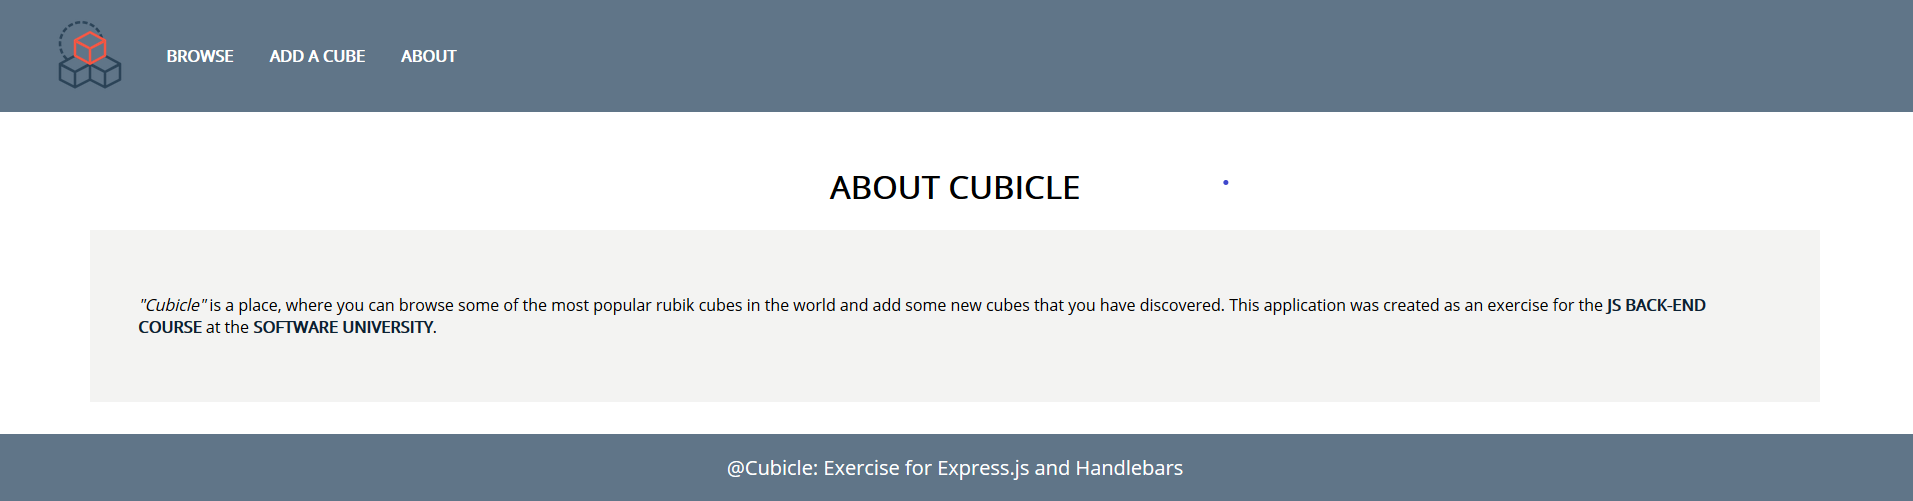 BROWSE ADD A CUBE ABOUT
ABOUT CUBICLE
"Cubicle" is a place, where you can browse some of the most popular rubik cubes in the world and add some new cubes that you have discovered. This application was created as an exercise for the JS BACK-END
COURSE at the SOFTWARE UNIVERSITY.
@Cubicle: Exercise for Express.js and Handlebars